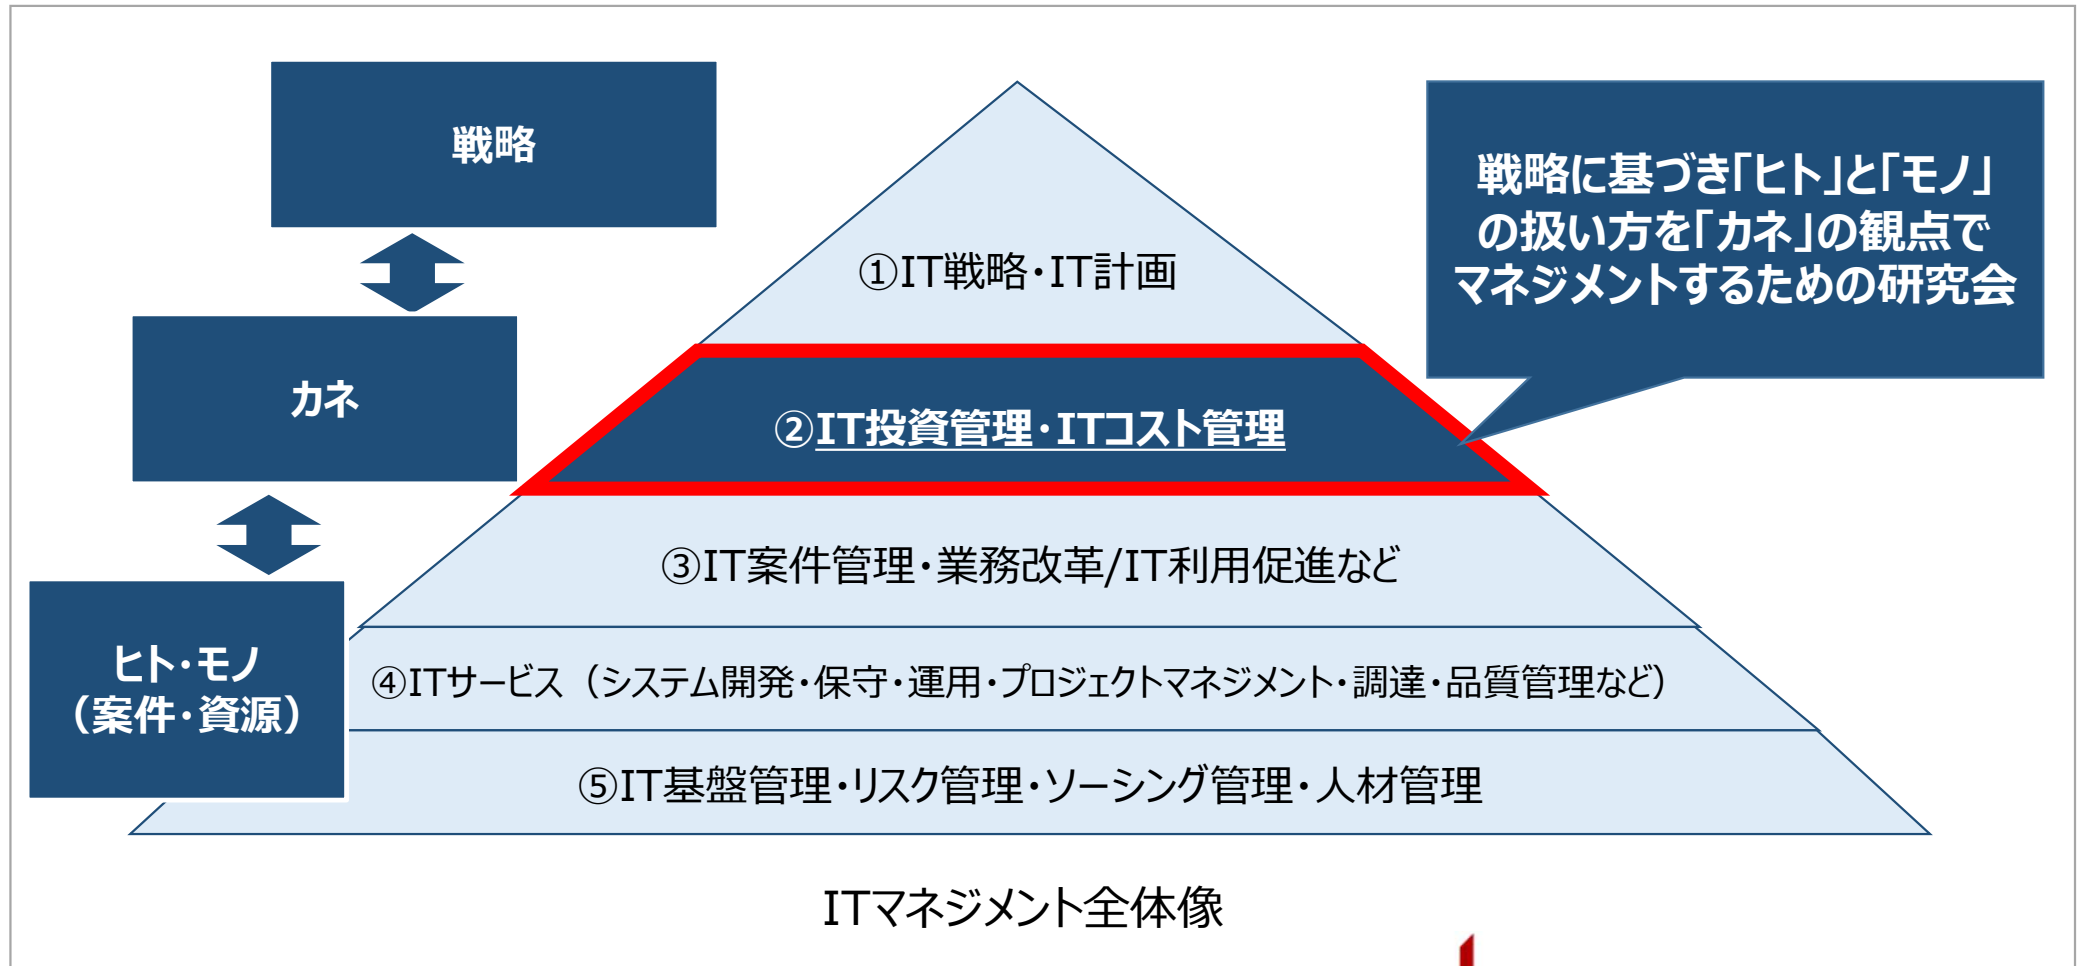 戦略
カネ
ヒト・モノ
（案件・資源）
①IT戦略・IT計画
②IT投資管理・ITコスト管理
③IT案件管理・業務改革/IT利用促進など
④ITサービス（システム開発・保守・運用・プロジェクトマネジメント・調達・品質管理など）
⑤IT基盤管理・リスク管理・ソーシング管理・人材管理
戦略に基づき「ヒト」と「モノ」
の扱い方を「カネ」の観点で
マネジメントするための研究会
ITマネジメント全体像